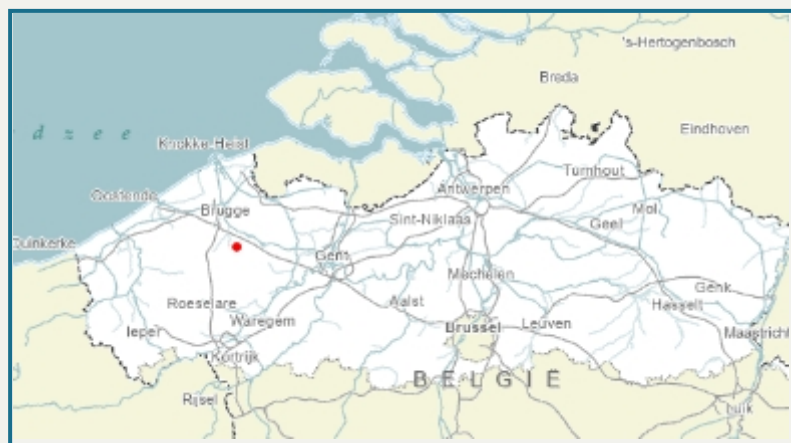 's-Hertogenbosch
Breda
d z e e
Eindhoven
Knokke-Heist
Turnhout
Oostende
Antwerpen
Mol
Brugge
Sint-Niklaas
Geel
Duinkerke
Gent
Mechelen
Genk
Roeselare
Aalst
Hasselt
Ieper
Waregem
Brussel
Leuven
Maastricht
Kortrijk
BELGIË
Rijsel
Luik